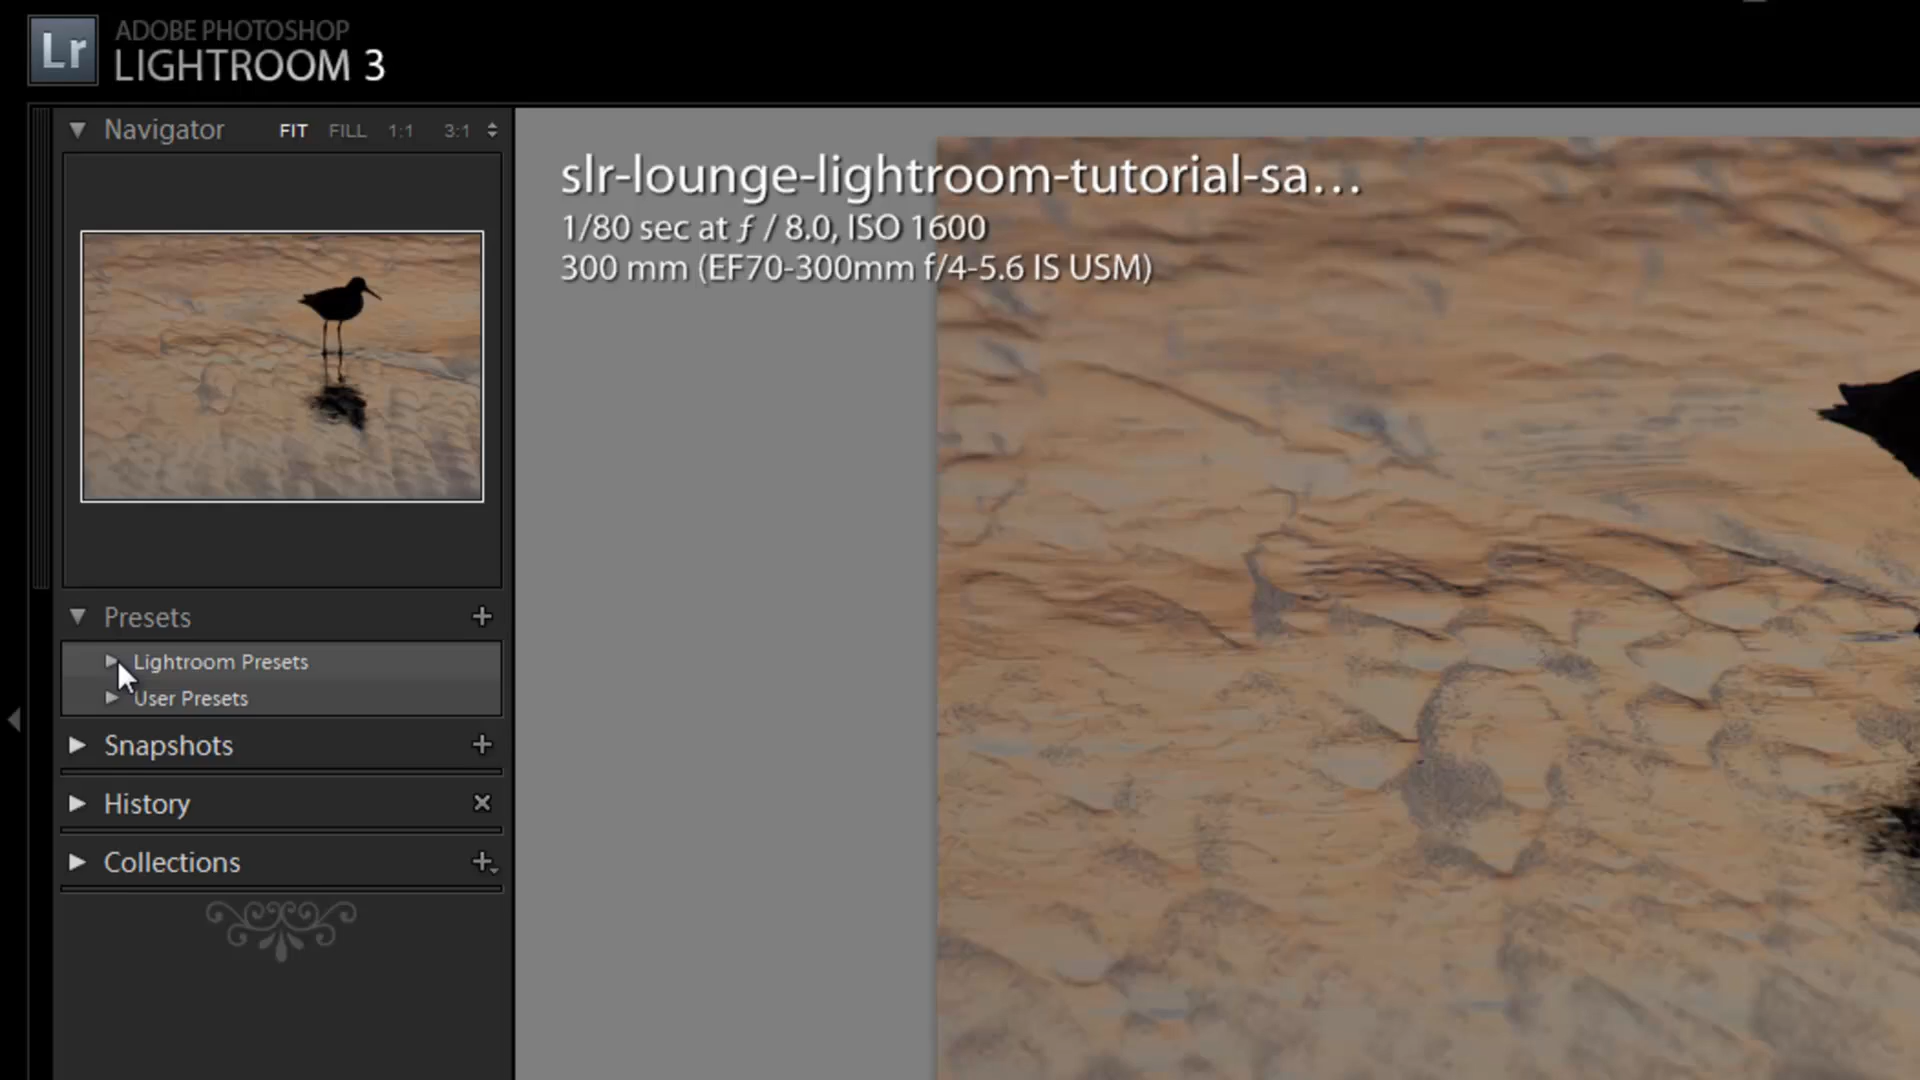 Lr
ADOBE PHOTOSHOP
LIGHTROOM 3
Navigator FIT FILL 1:1 3:1
slr-lounge-lightroom-tutorial-sa...
1/80 sec at ƒ / 8.0, ISO 1600
300 mm (EF70-300mm f/4-5.6 IS USM)
Presets
Lightroom Presets
User Presets
Snapshots
History
Collections